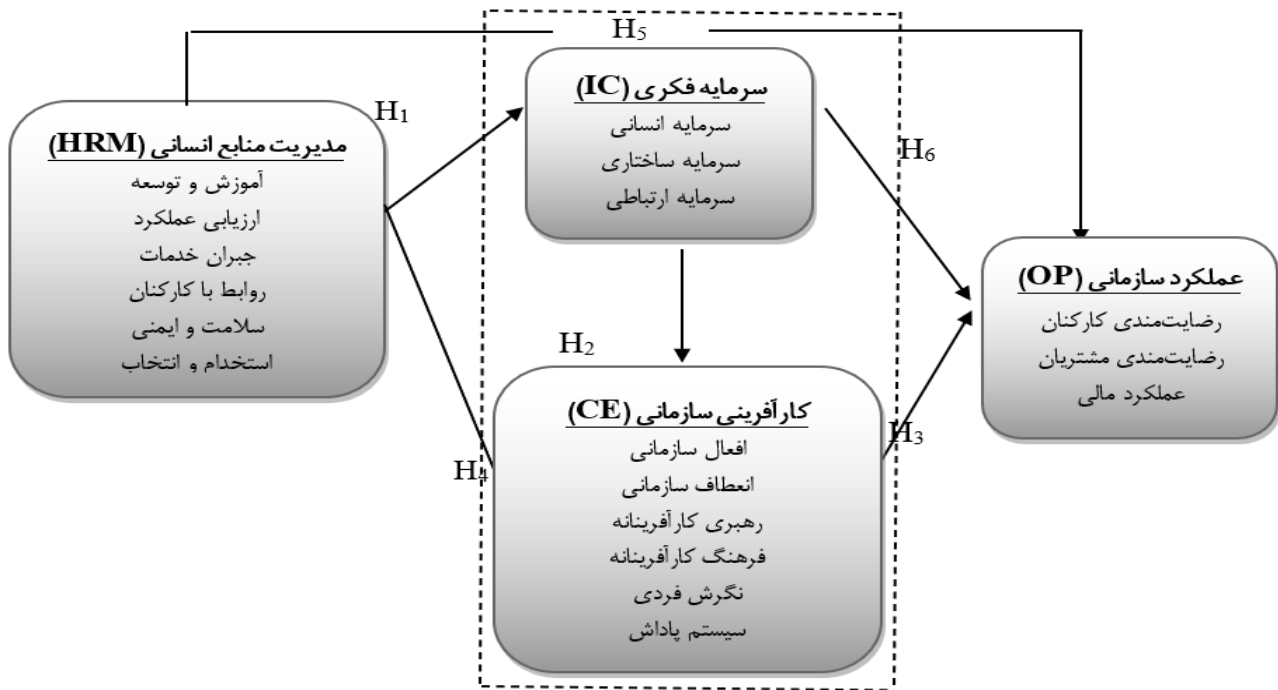 H5
H1
مدیریت منابع انسانی (HRM)
آموزش و توسعه
ارزیابی عملکرد
جبران خدمات
روابط با کارکنان
سلامت و ایمنی
استخدام و انتخاب
سرمایه فکری (IC)
سرمایه انسانی
سرمایه ساختاری
سرمایه ارتباطی
H6
عملکرد سازمانی (OP)
رضایت‌مندی کارکنان
رضایت‌مندی مشتریان
عملکرد مالی
H2
کارآفرینی سازمانی (CE)
افعال سازمانی
انعطاف سازمانی
رهبری کارآفرینانه
فرهنگ کارآفرینانه
نگرش فردی
سیستم پاداش
H3
H4